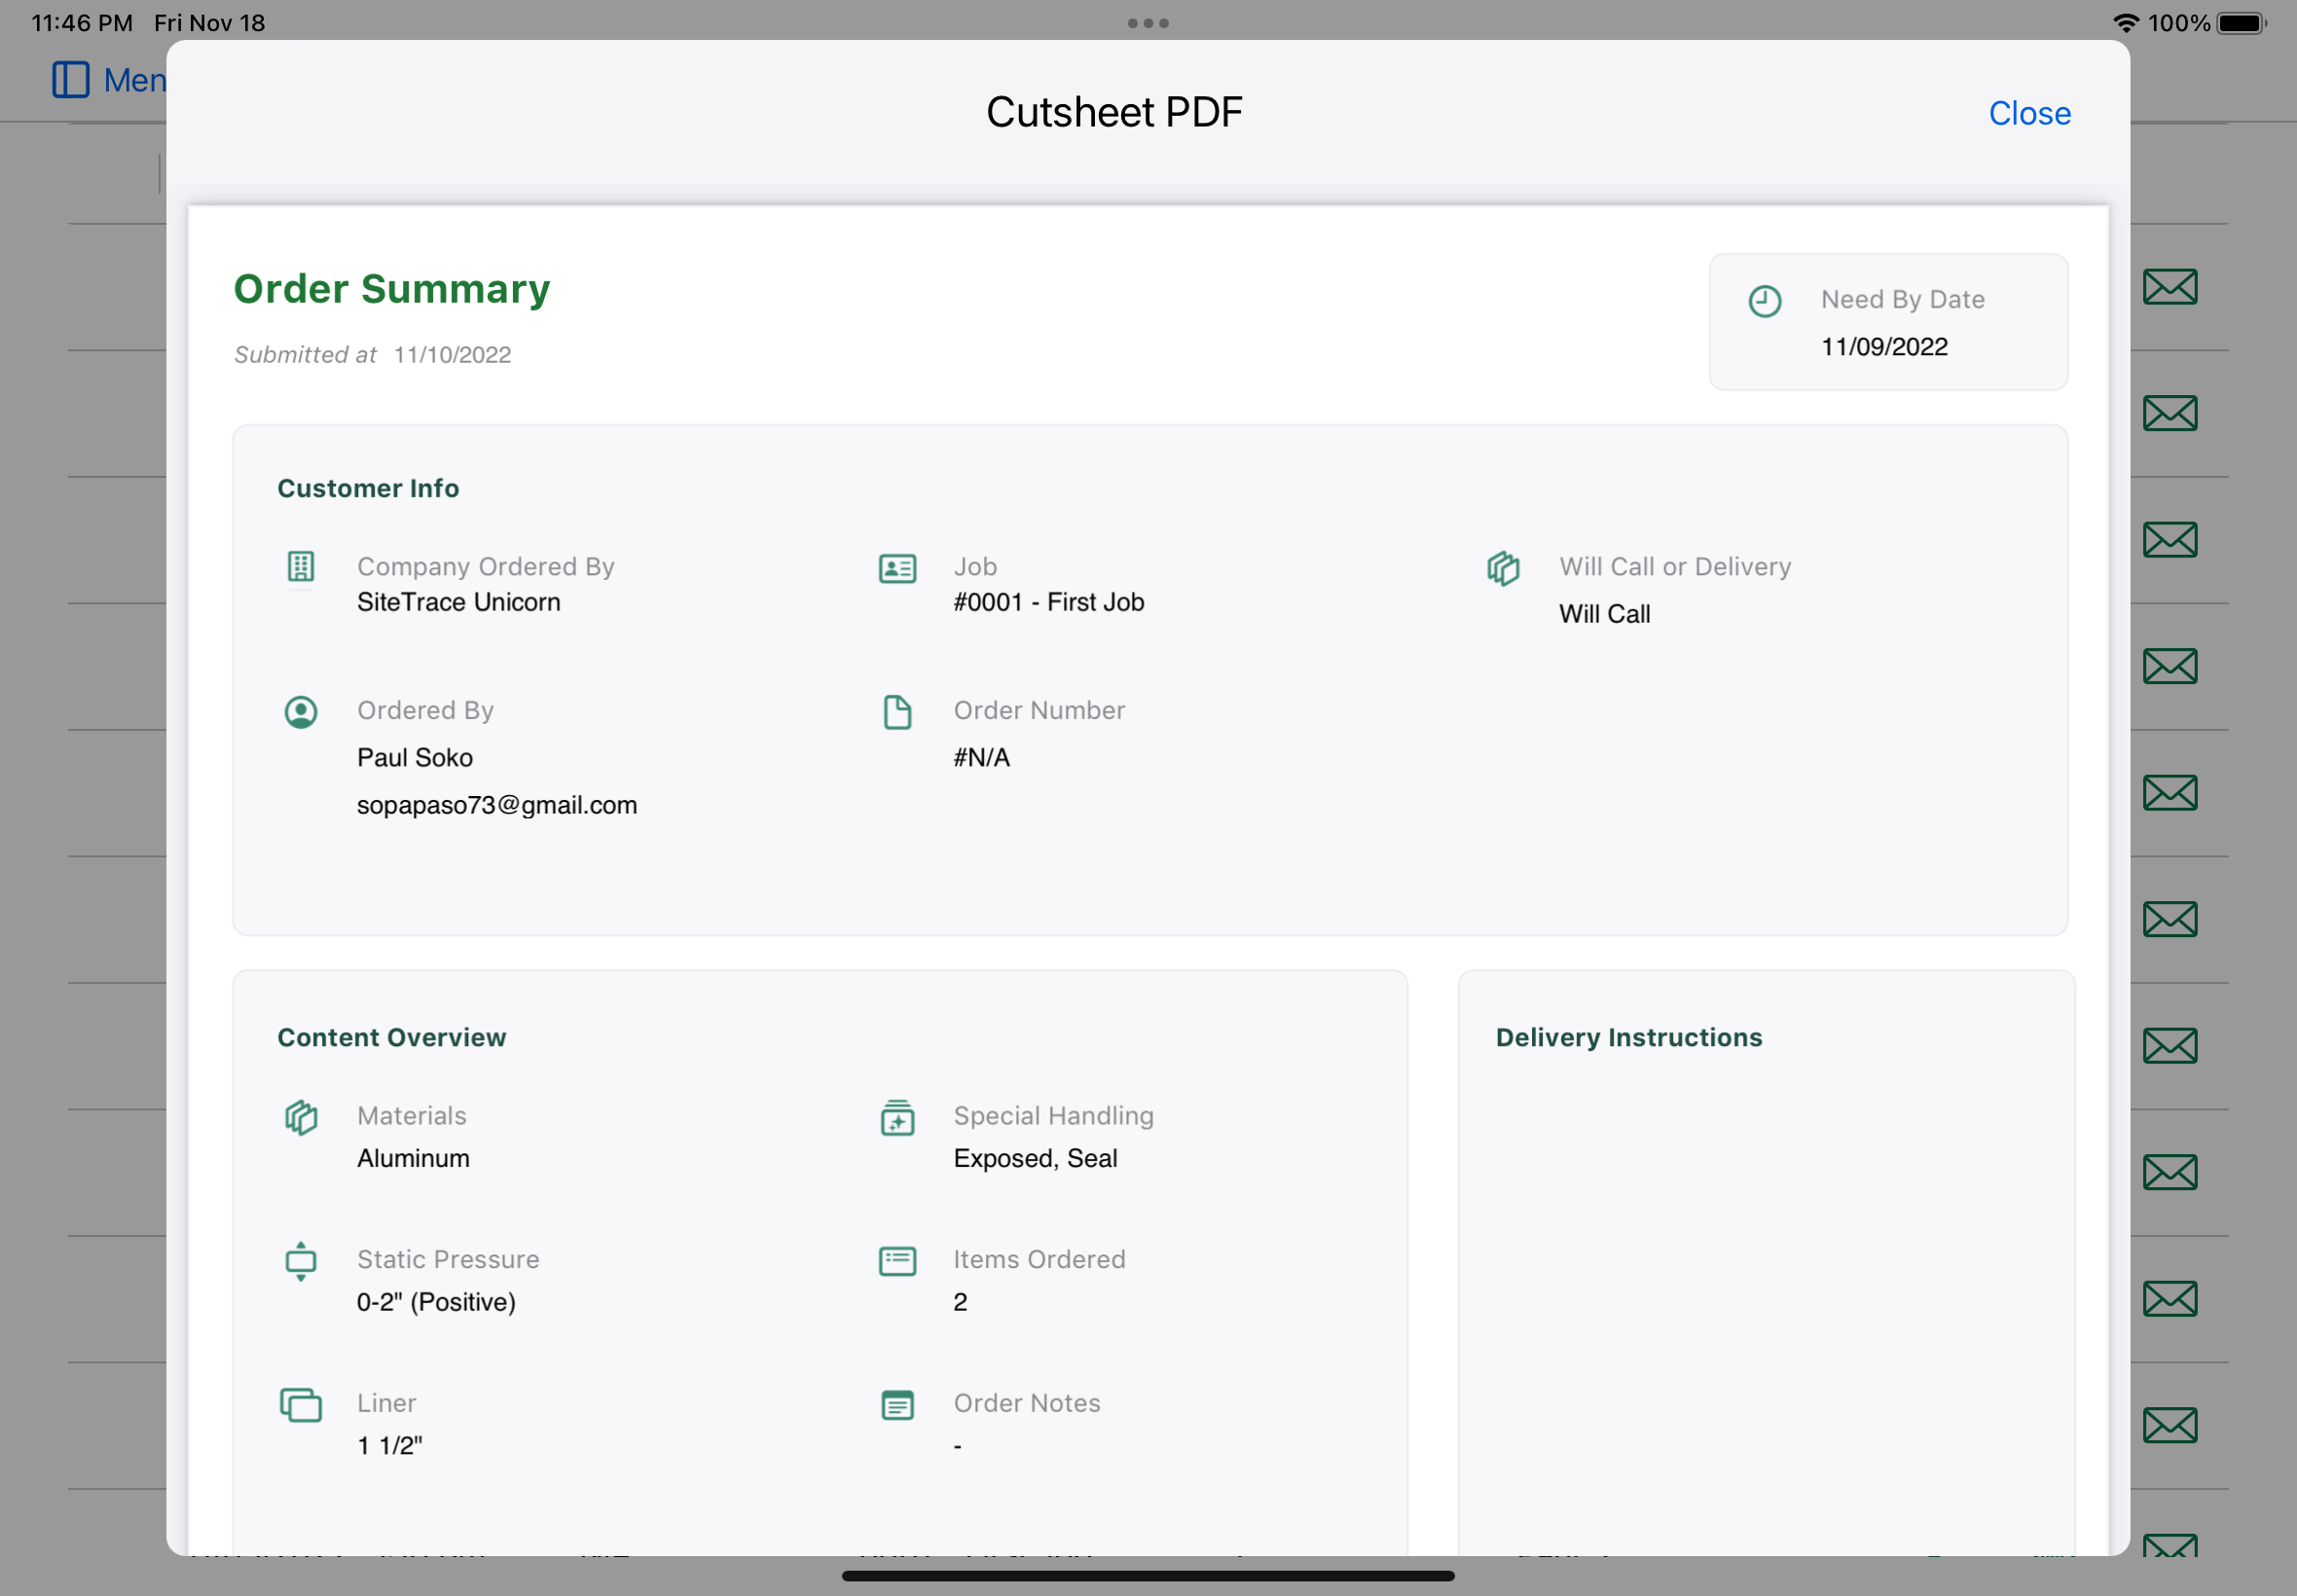 11:46 PM Fri Nov 18
100%
Men
Cutsheet PDF
Close
Order Summary
Submitted at 11/10/2022
Need By Date
11/09/2022
Customer Info
Company Ordered By
SiteTrace Unicorn
Job
#0001 - First Job
Will Call or Delivery
Will Call
Ordered By
Paul Soko
sopapaso73@gmail.com
Order Number
#N/A
Content Overview
Materials
Aluminum
Special Handling
Exposed, Seal
Static Pressure
0-2" (Positive)
Items Ordered
2
Liner
1 1/2"
Order Notes
-
Delivery Instructions